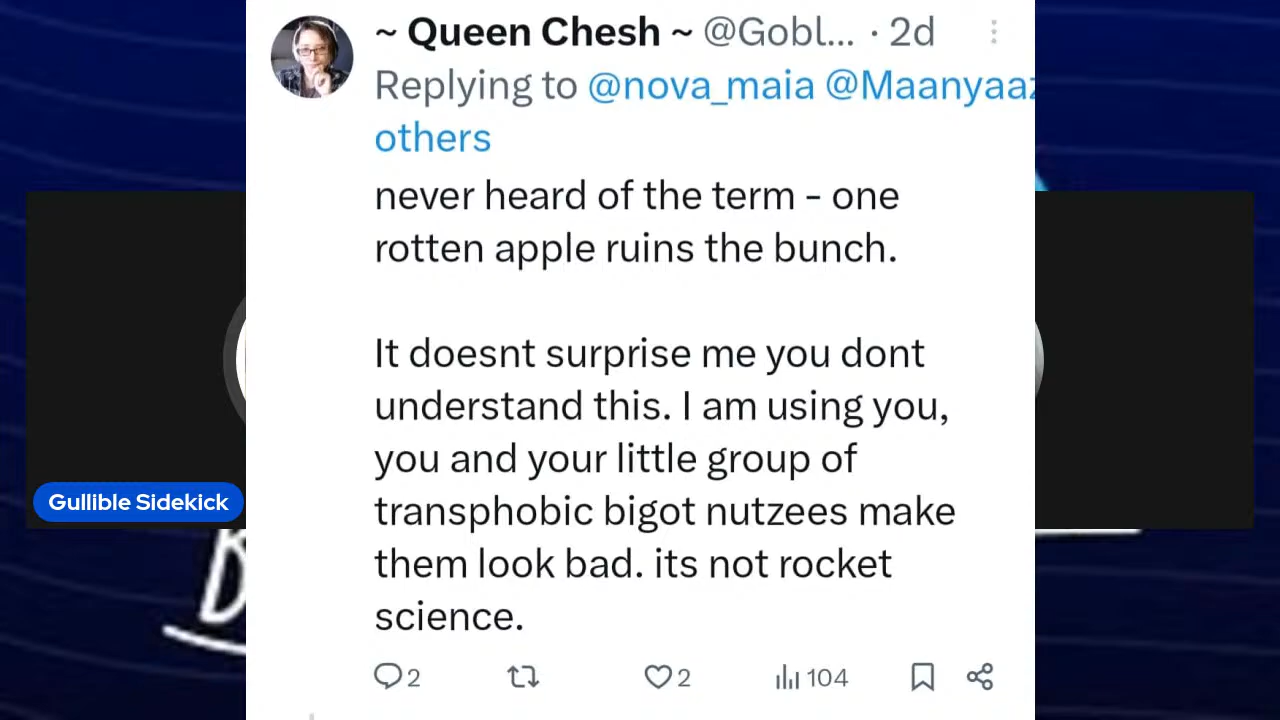 ~ Queen Chesh ~ @Gobl... · 2d
Replying to @nova_maia @Maanyaaz
others
never heard of the term - one
rotten apple ruins the bunch.
It doesnt surprise me you dont
understand this. I am using you,
you and your little group of
transphobic bigot nutzees make
them look bad. its not rocket
science.
2 2 104
Gullible Sidekick